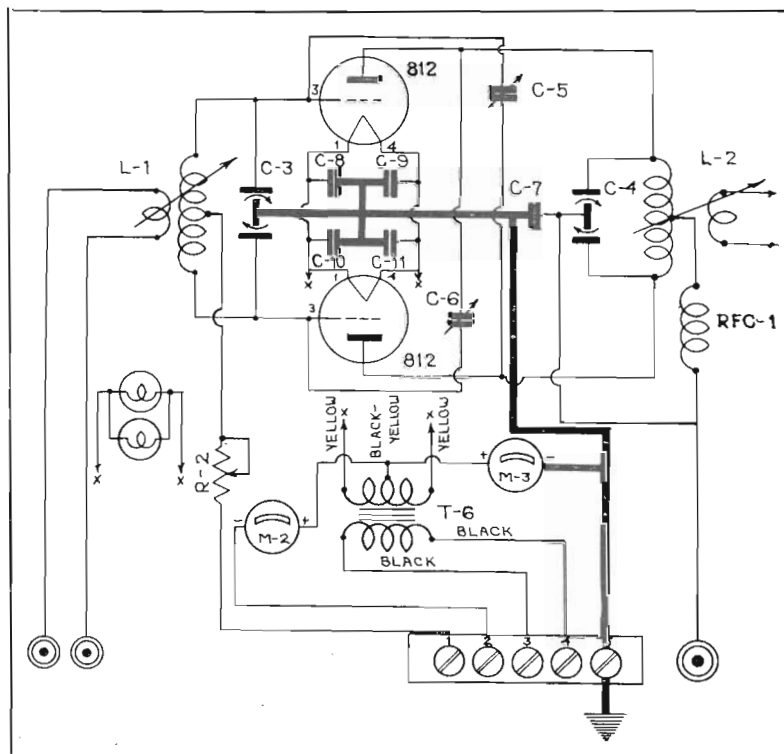 812
C-5
3
1
4
L-1
C-3
C-8
C-9
C-7
C-4
L-2
C-10
C-11
x
1
4
x
3
C-6
812
RFC-1
YELLOW
x
BLACK-
YELLOW
x
YELLOW
x
x
R-2
+
M-3
-
T-6
-
M-2
+
BLACK
BLACK
1
2
3
4